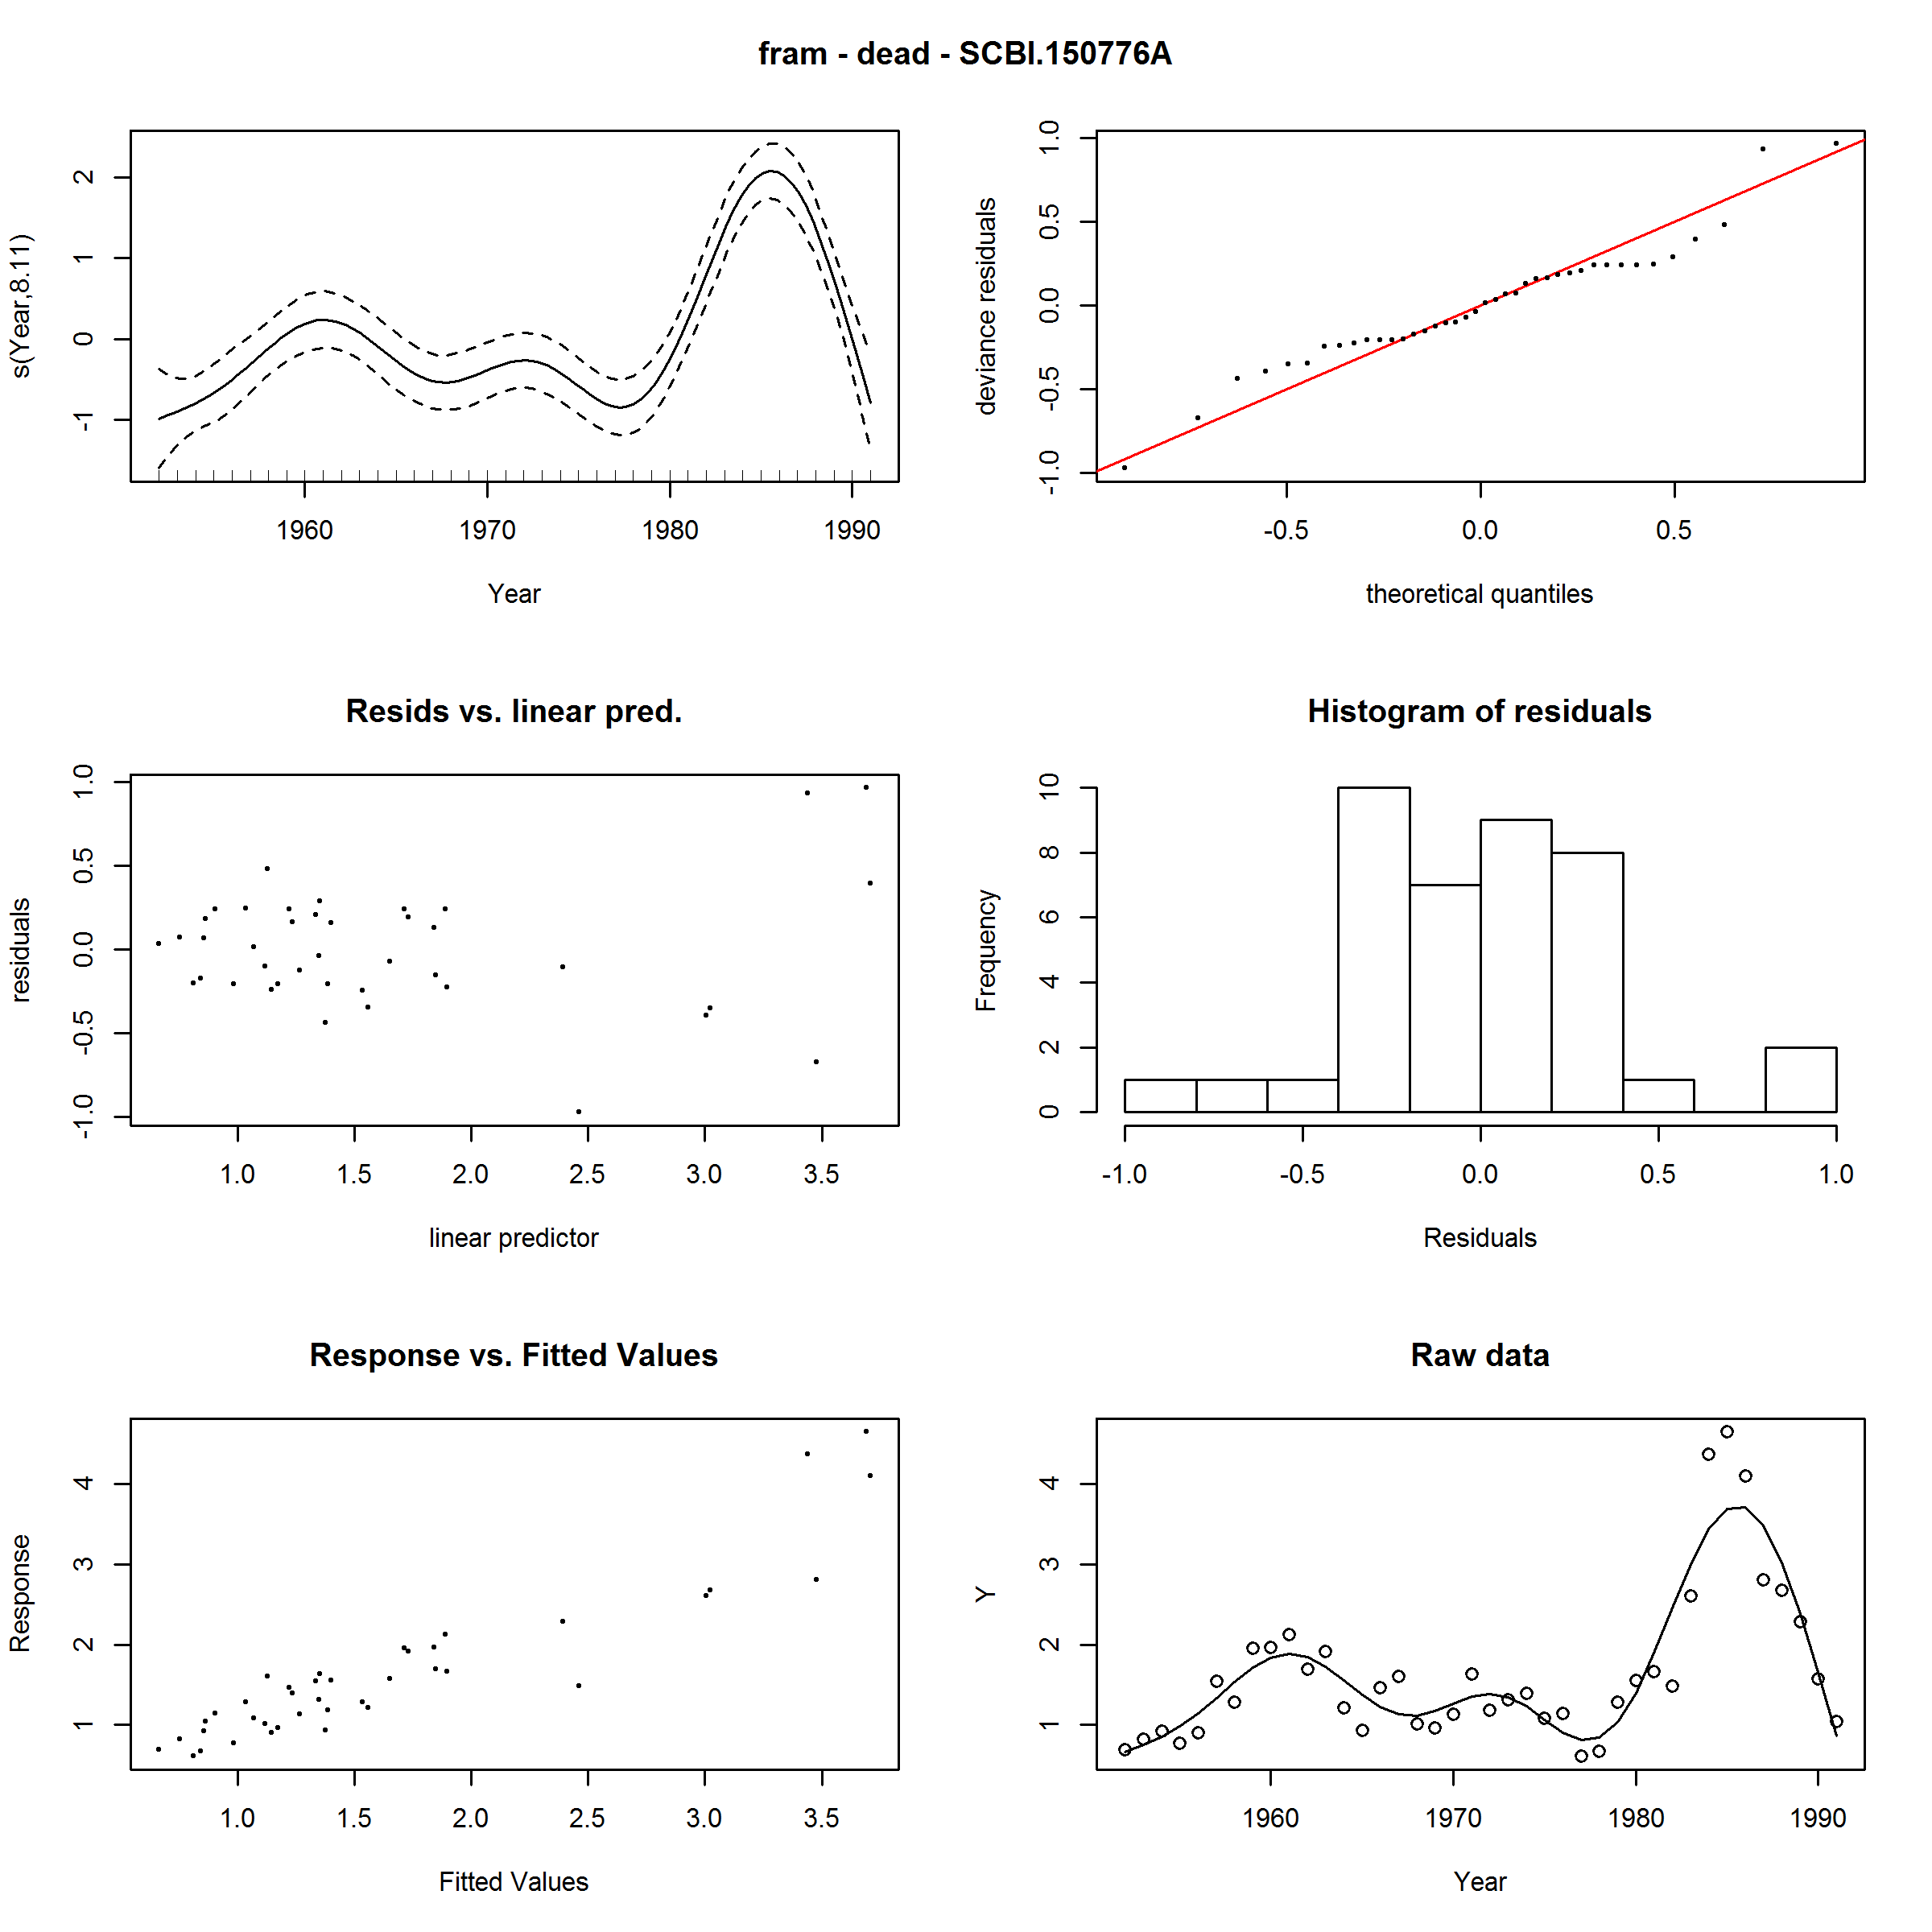 fram - dead - SCBI.150776A
s(Year,8.11)
2
1
0
-1
1960 1970 1980 1990
Year
deviance residuals
1.0
0.5
0.0
-0.5
-1.0
-0.5 0.0 0.5
theoretical quantiles
Resids vs. linear pred.
residuals
1.0
0.5
0.0
-0.5
-1.0
1.0 1.5 2.0 2.5 3.0 3.5
linear predictor
Histogram of residuals
Frequency
10
8
6
4
2
0
-1.0 -0.5 0.0 0.5 1.0
Residuals
Response vs. Fitted Values
Response
4
3
2
1
1.0 1.5 2.0 2.5 3.0 3.5
Fitted Values
Raw data
Y
4
3
2
1
1960 1970 1980 1990
Year